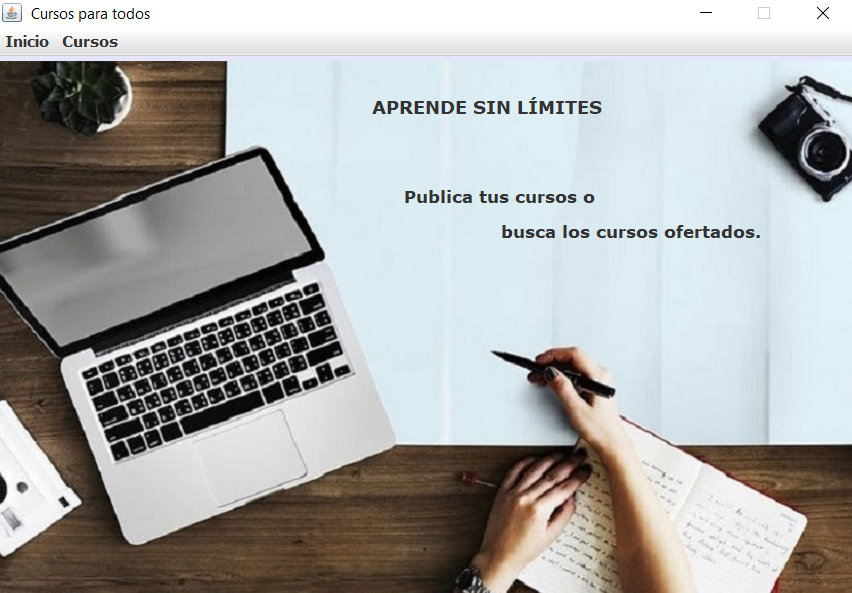 Cursos para todos
Inicio Cursos
APRENDE SIN LÍMITES
Publica tus cursos o
busca los cursos ofertados.